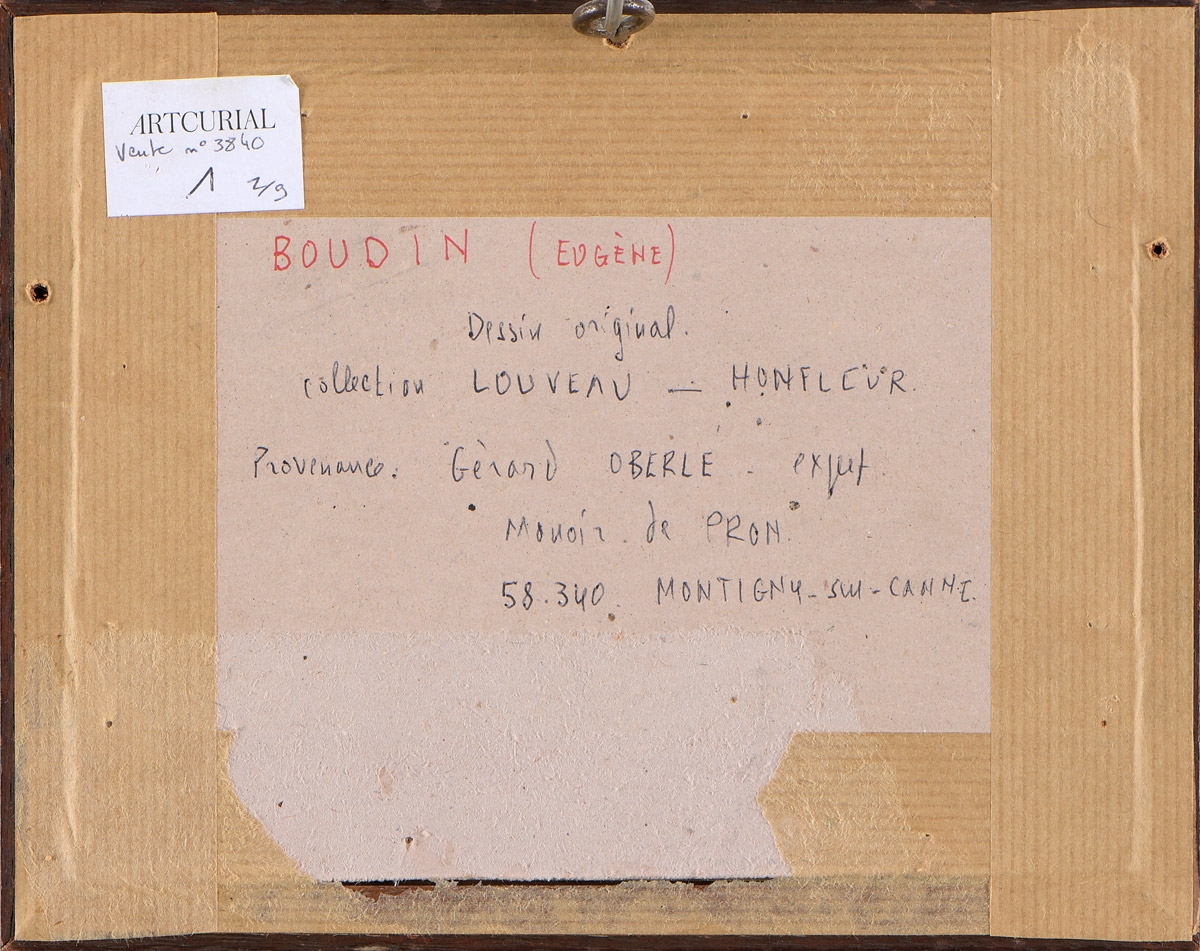 ARTCURIAL
Vente n° 3840
1 2/9
BOUDIN (EUGÈNE)
Dessin original.
collection LOUVEAU — HONFLEUR.
Provenance: Gérard OBERLÉ - expert.
Manoir de PRON.
58.340. MONTIGNY-sur-CANNE.